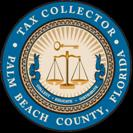 TAX COLLECTOR
PALM BEACH COUNTY, FLORIDA